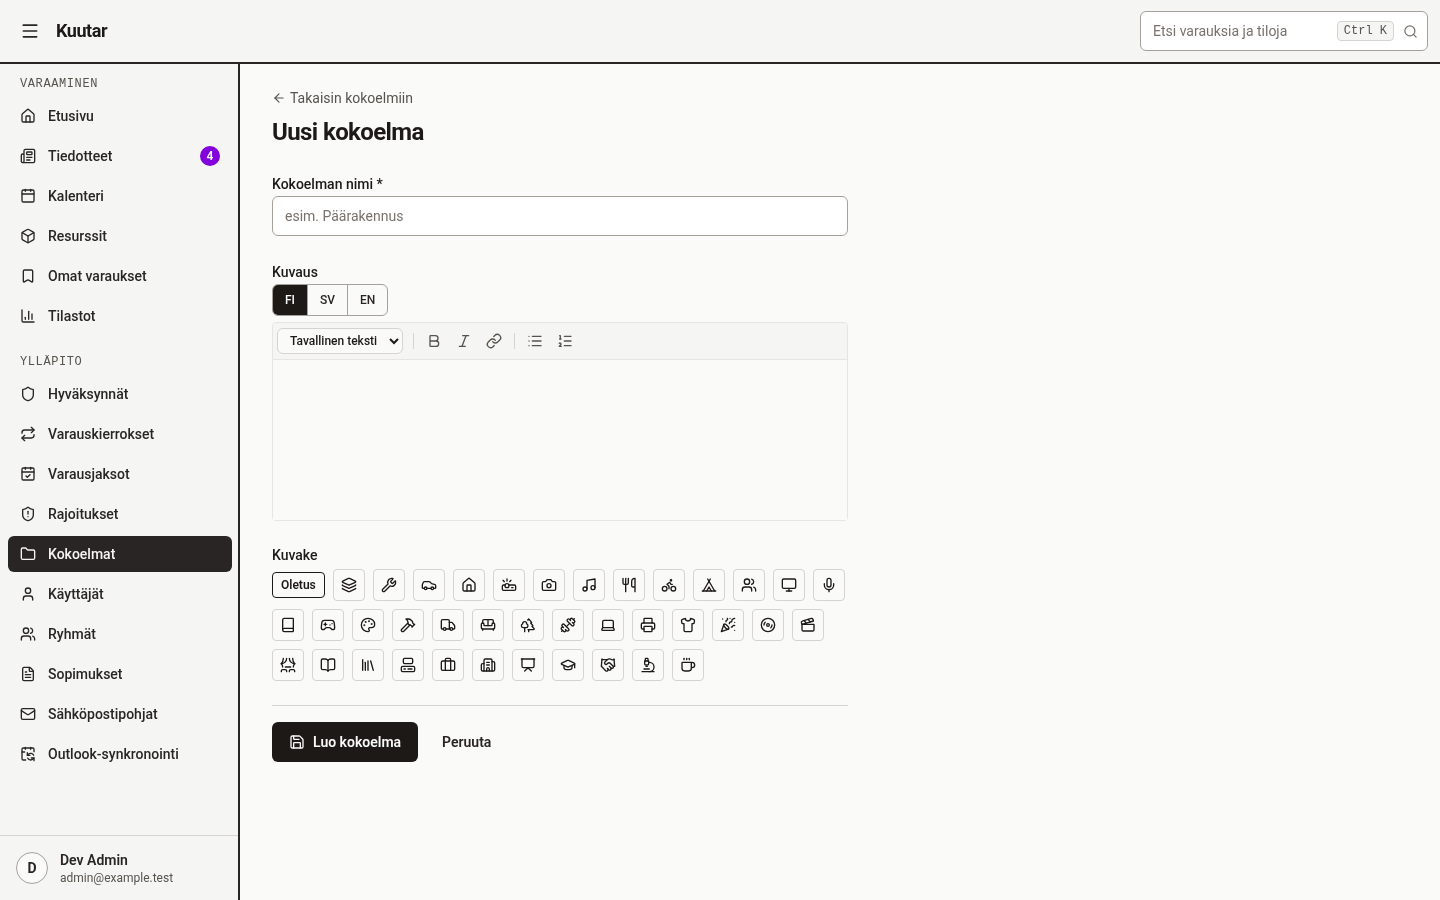 Kuutar
Etsi varauksia ja tiloja
Ctrl K
VARAAMINEN
Etusivu
Tiedotteet
4
Kalenteri
Resurssit
Omat varaukset
Tilastot
YLLÄPITO
Hyväksynnät
Varauskierrokset
Varausjaksot
Rajoitukset
Kokoelmat
Käyttäjät
Ryhmät
Sopimukset
Sähköpostipohjat
Outlook-synkronointi
D
Dev Admin
admin@example.test
Takaisin kokoelmiin
Uusi kokoelma
Kokoelman nimi *
esim. Päärakennus
Kuvaus
FI SV EN
Tavallinen teksti
Kuvake
Oletus
Luo kokoelma
Peruuta